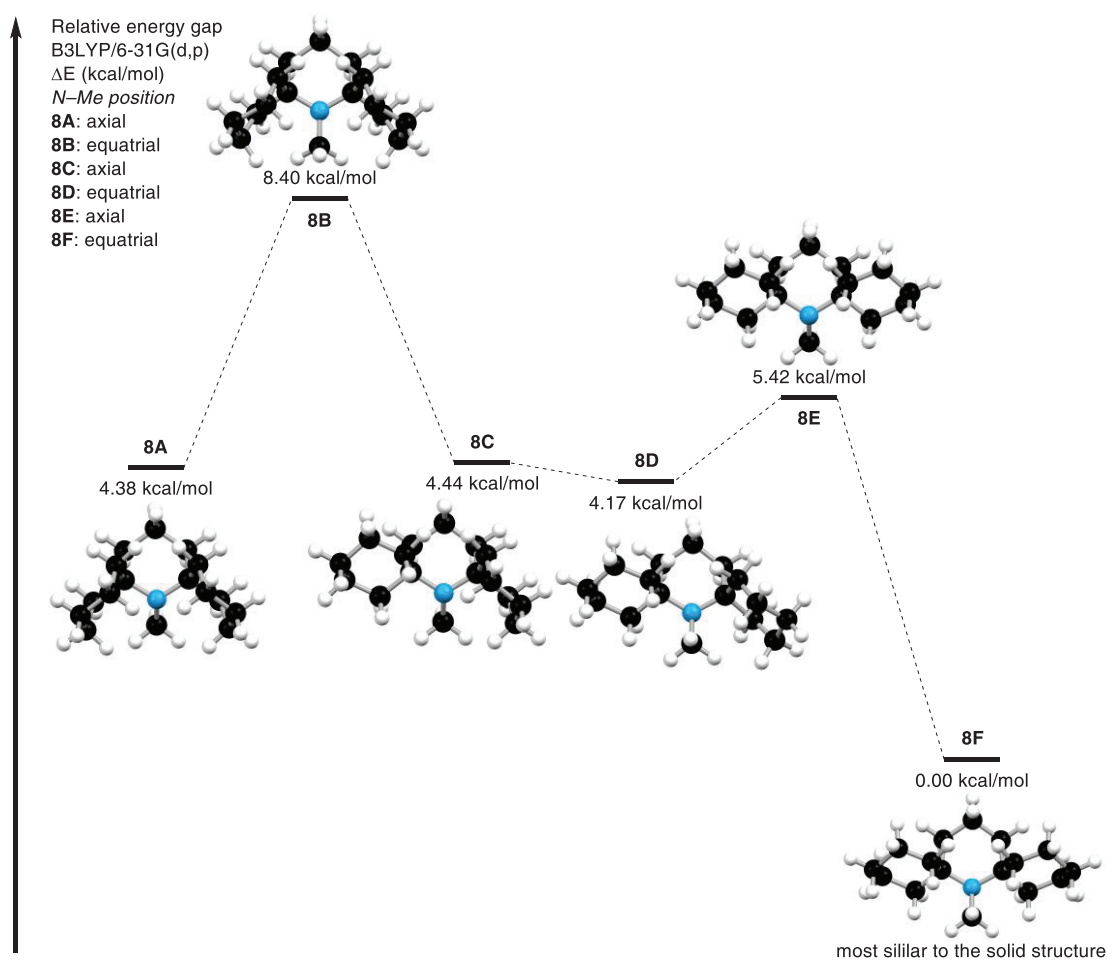 Relative energy gap
B3LYP/6-31G(d,p)
ΔE (kcal/mol)
N–Me position
8A: axial
8B: equatrial
8C: axial
8D: equatrial
8E: axial
8F: equatrial
8.40 kcal/mol
8B
5.42 kcal/mol
8E
8A
4.38 kcal/mol
8C
4.44 kcal/mol
8D
4.17 kcal/mol
8F
0.00 kcal/mol
most sililar to the solid structure